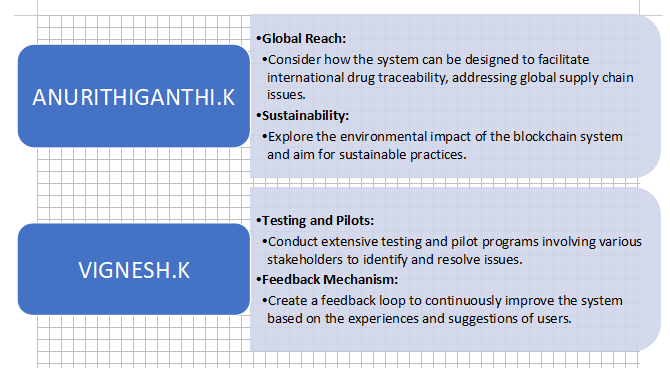 ANURITHIGANTHI.K
•Global Reach:
•Consider how the system can be designed to facilitate
international drug traceability, addressing global supply chain
issues.
•Sustainability:
•Explore the environmental impact of the blockchain system
and aim for sustainable practices.
VIGNESH.K
•Testing and Pilots:
•Conduct extensive testing and pilot programs involving various
stakeholders to identify and resolve issues.
•Feedback Mechanism:
•Create a feedback loop to continuously improve the system
based on the experiences and suggestions of users.